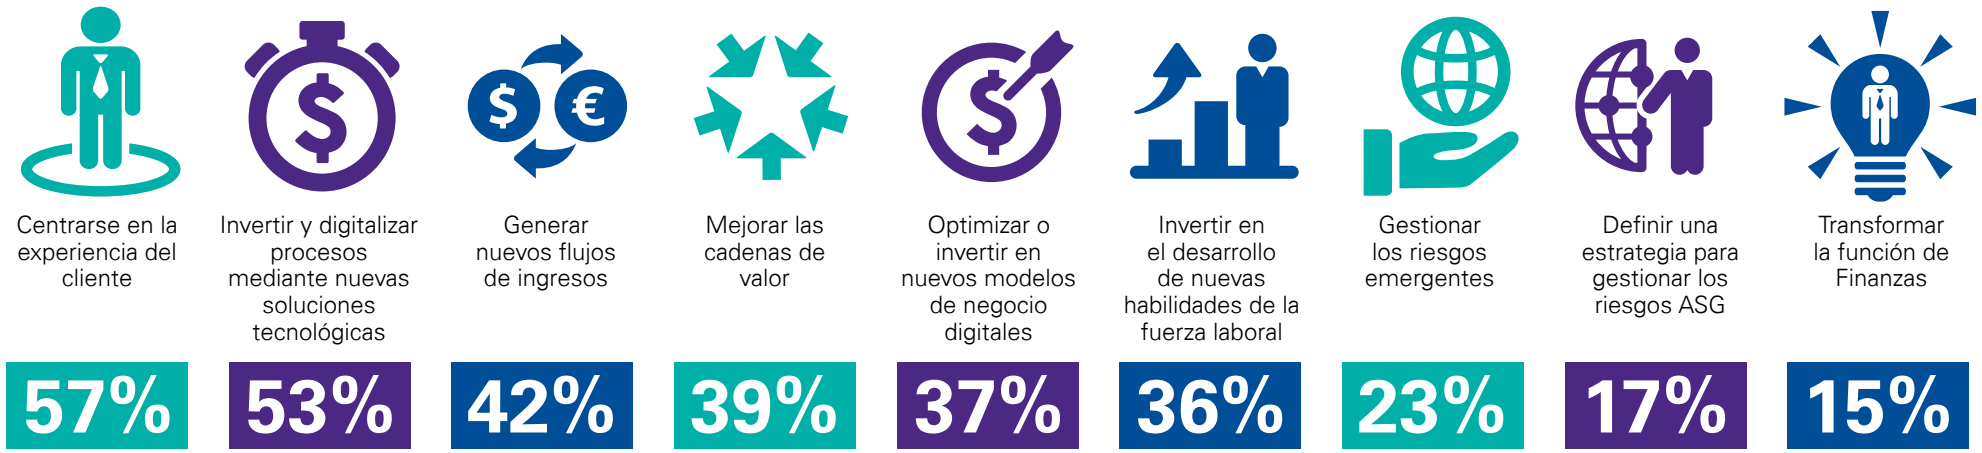 $
$
€
$
Centrarse en la
experiencia del
cliente
Invertir y digitalizar
procesos
mediante nuevas
soluciones
tecnológicas
Generar
nuevos flujos
de ingresos
Mejorar las
cadenas de
valor
Optimizar o
invertir en
nuevos modelos
de negocio
digitales
Invertir en
el desarrollo
de nuevas
habilidades de la
fuerza laboral
Gestionar
los riesgos
emergentes
Definir una
estrategia para
gestionar los
riesgos ASG
Transformar
la función de
Finanzas
57%
53%
42%
39%
37%
36%
23%
17%
15%